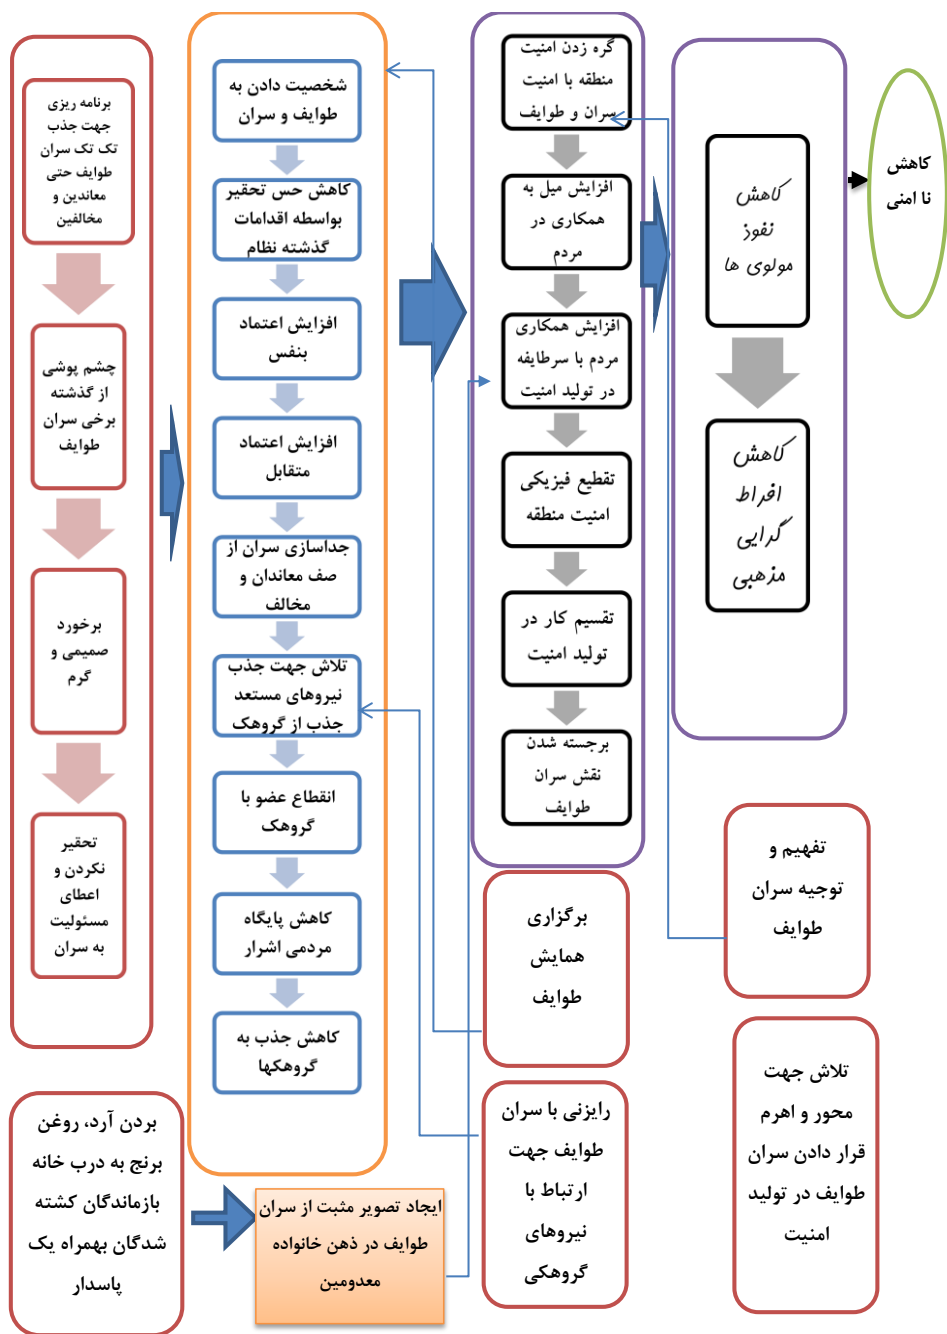 برنامه ریزی
جهت جذب
تک تک سران
طوایف حتی
معاندین و
مخالفین
چشم پوشی
از گذشته
برخی سران
طوایف
برخورد
صمیمی و
گرم
تحقیر
نکردن و
اعطای
مسئولیت
به سران
شخصیت دادن به
طوایف و سران
کاهش حس تحقیر
بواسطه اقدامات
گذشته نظام
افزایش اعتماد
بنفس
افزایش اعتماد
متقابل
جداسازی سران از
صف معاندان و
مخالف
تلاش جهت جذب
نیروهای مستعد
جذب از گروهک
انقطاع عضو با
گروهک
کاهش پایگاه
مردمی اشرار
کاهش جذب به
گروهکها
گره زدن امنیت
منطقه با امنیت
سران و طوایف
افزایش میل به
همکاری در
مردم
افزایش همکاری
مردم با سرطایفه
در تولید امنیت
تقطیع فیزیکی
امنیت منطقه
تقسیم کار در
تولید امنیت
برجسته شدن
نقش سران
طوایف
کاهش
نفوز
مولوی ها
کاهش
افراط
گرایی
مذهبی
کاهش
نا امنی
تفهیم و
توجیه سران
طوایف
برگزاری
همایش
طوایف
تلاش جهت
محور و اهرم
قرار دادن سران
طوایف در تولید
امنیت
رایزنی با سران
طوایف جهت
ارتباط با
نیروهای
گروهکی
بردن آرد، روغن
برنج به درب خانه
بازماندگان کشته
شدگان بهمراه یک
پاسدار
ایجاد تصویر مثبت از سران
طوایف در ذهن خانواده
معدومین